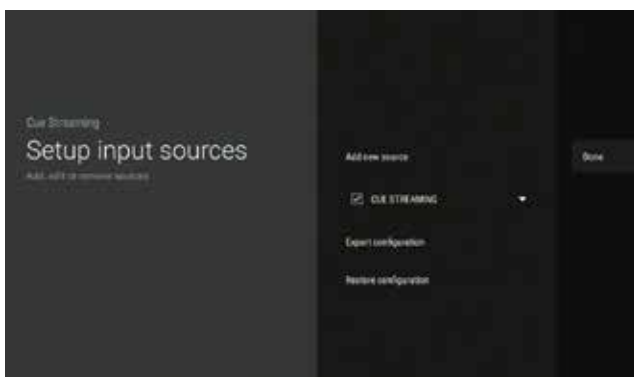 Cue Streaming
Setup input sources
Add, edit or remove sources
Add new source
CUE STREAMING
Export configuration
Restore configuration
Done